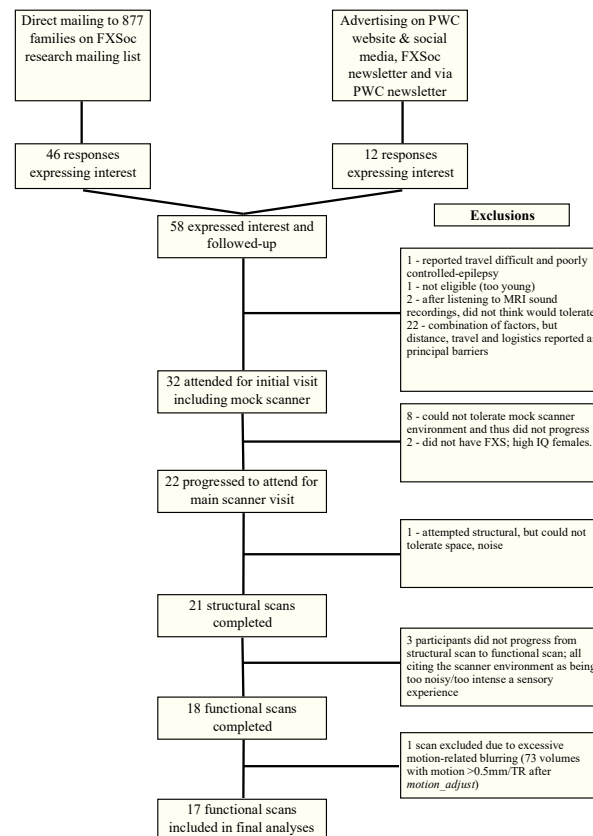 Direct mailing to 877
families on FXSoc
research mailing list
Advertising on PWC
website & social
media, FXSoc
newsletter and via
PWC newsletter
46 responses
expressing interest
12 responses
expressing interest
58 expressed interest and
followed-up
Exclusions
1 - reported travel difficult and poorly
controlled-epilepsy
1 - not eligible (too young)
2 - after listening to MRI sound
recordings, did not think would tolerate
22 - combination of factors, but
distance, travel and logistics reported as
principal barriers
32 attended for initial visit
including mock scanner
8 - could not tolerate mock scanner
environment and thus did not progress
2 - did not have FXS; high IQ females.
22 progressed to attend for
main scanner visit
1 - attempted structural, but could not
tolerate space, noise
21 structural scans
completed
3 participants did not progress from
structural scan to functional scan; all
citing the scanner environment as being
too noisy/too intense a sensory
experience
18 functional scans
completed
1 scan excluded due to excessive
motion-related blurring (73 volumes
with motion >0.5mm/TR after
motion_adjust)
17 functional scans
included in final analyses